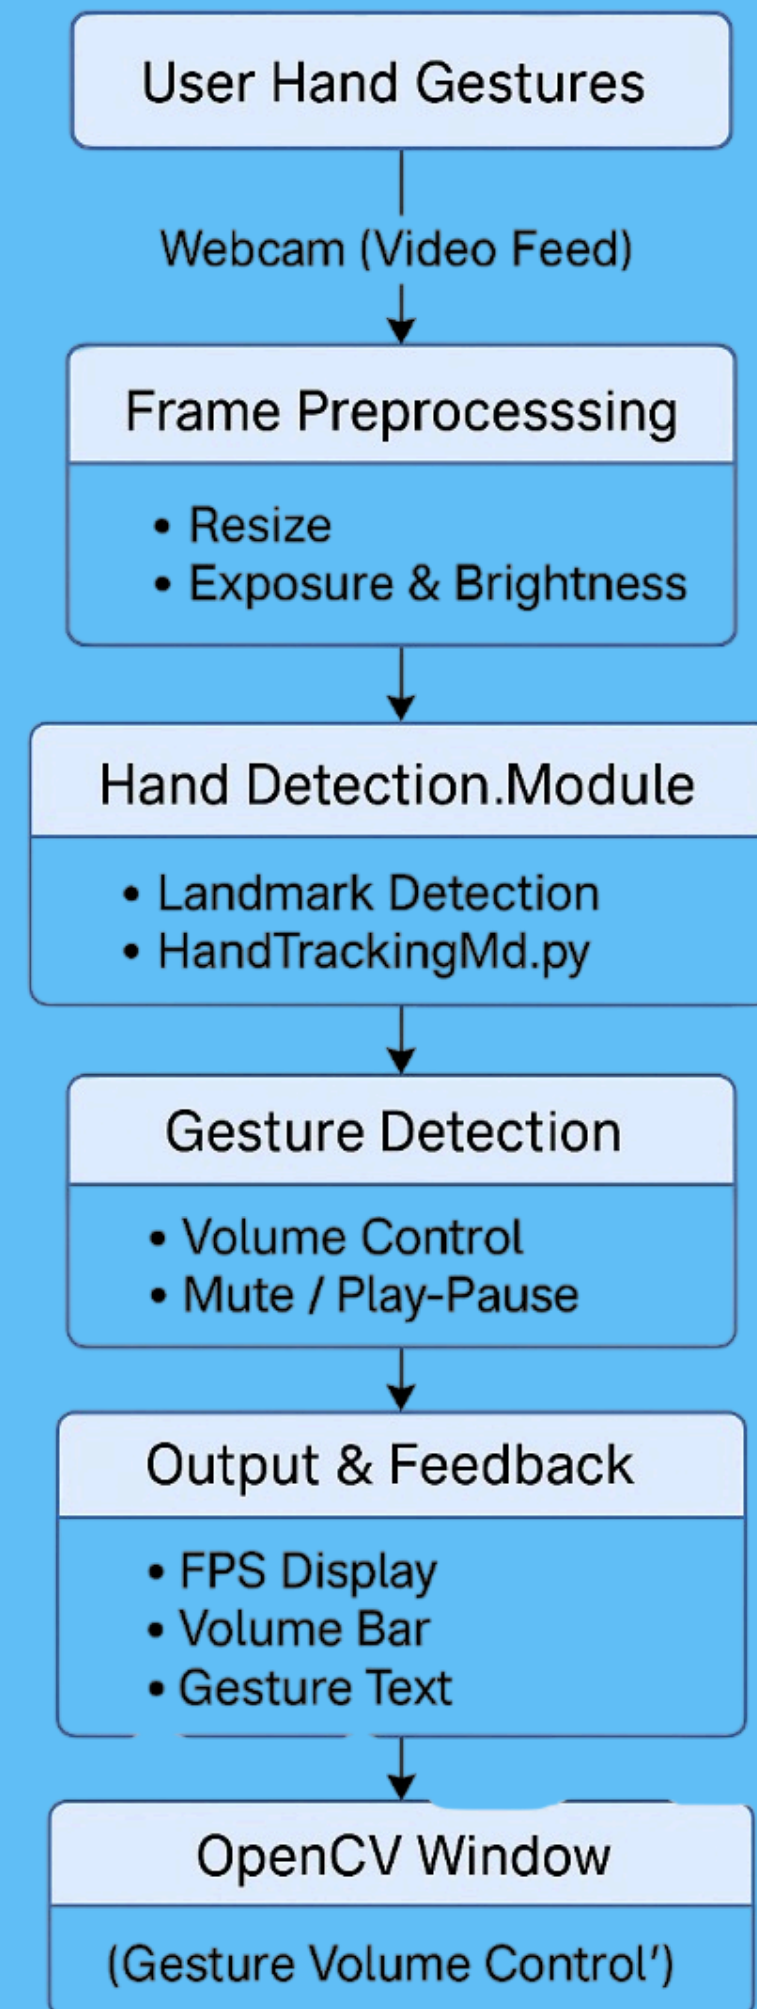 User Hand Gestures
Webcam (Video Feed)
Frame Preprocesssing
• Resize
• Exposure & Brightness
Hand Detection.Module
• Landmark Detection
• HandTrackingMd.py
Gesture Detection
• Volume Control
• Mute / Play-Pause
Output & Feedback
• FPS Display
• Volume Bar
• Gesture Text
OpenCV Window
(Gesture Volume Control')